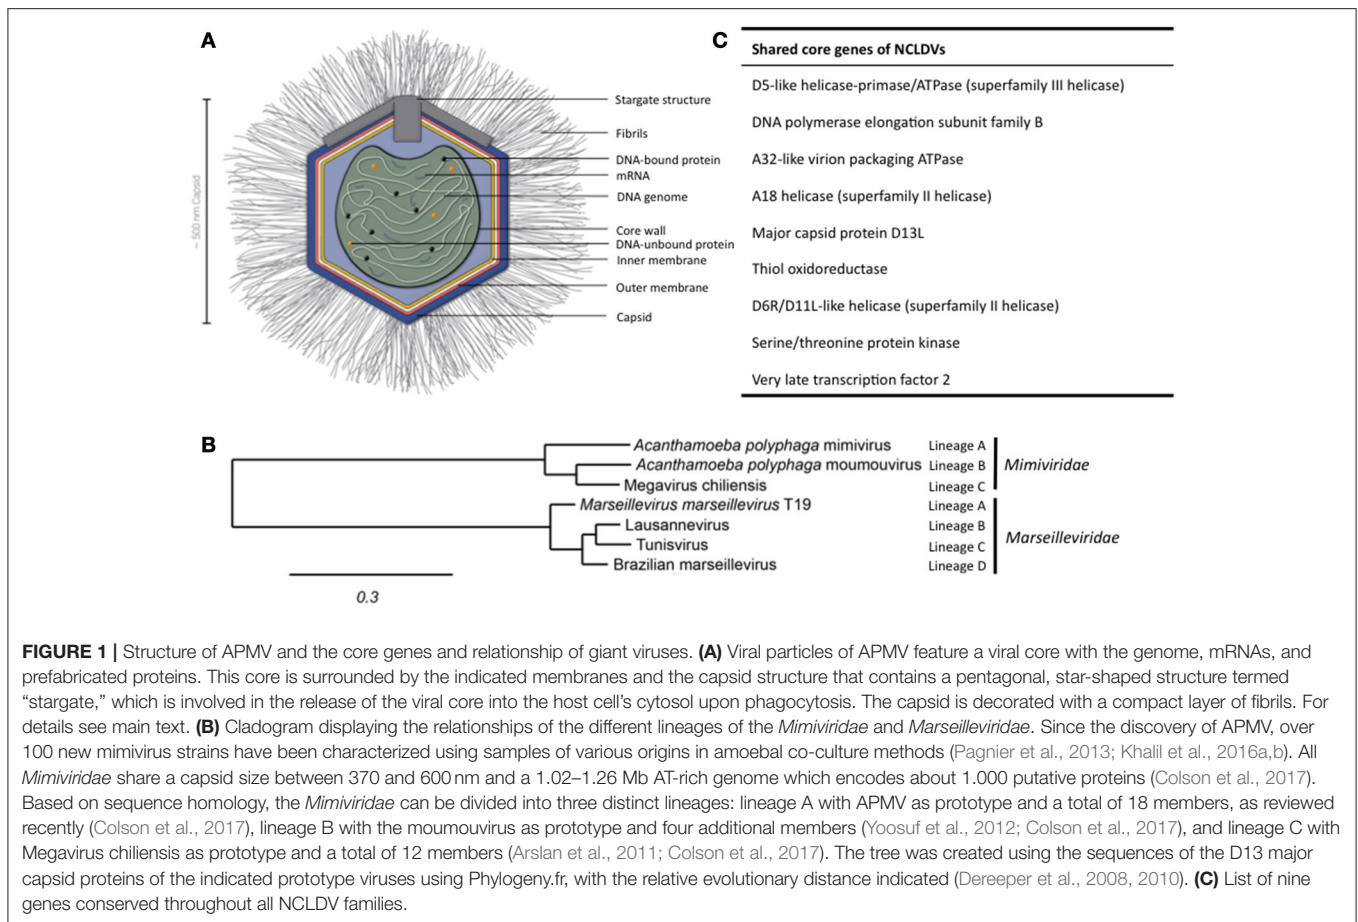 A
~ 500 nm Capsid
Stargate structure
Fibrils
DNA-bound protein
mRNA
DNA genome
Core wall
DNA-unbound protein
Inner membrane
Outer membrane
Capsid
C
Shared core genes of NCLDVs
D5-like helicase-primase/ATPase (superfamily III helicase)
DNA polymerase elongation subunit family B
A32-like virion packaging ATPase
A18 helicase (superfamily II helicase)
Major capsid protein D13L
Thiol oxidoreductase
D6R/D11L-like helicase (superfamily II helicase)
Serine/threonine protein kinase
Very late transcription factor 2
B
Acanthamoeba polyphaga mimivirus Lineage A
Acanthamoeba polyphaga moumouvirus Lineage B
Megavirus chiliensis Lineage C
Mimiviridae
Marseillevirus marseillevirus T19 Lineage A
Lausannevirus Lineage B
Tunisvirus Lineage C
Brazilian marseillevirus Lineage D
Marseilleviridae
0.3
FIGURE 1 | Structure of APMV and the core genes and relationship of giant viruses. (A) Viral particles of APMV feature a viral core with the genome, mRNAs, and
prefabricated proteins. This core is surrounded by the indicated membranes and the capsid structure that contains a pentagonal, star-shaped structure termed
“stargate,” which is involved in the release of the viral core into the host cell’s cytosol upon phagocytosis. The capsid is decorated with a compact layer of fibrils. For
details see main text. (B) Cladogram displaying the relationships of the different lineages of the Mimiviridae and Marseilleviridae. Since the discovery of APMV, over
100 new mimivirus strains have been characterized using samples of various origins in amoebal co-culture methods (Pagnier et al., 2013; Khalil et al., 2016a,b). All
Mimiviridae share a capsid size between 370 and 600 nm and a 1.02–1.26 Mb AT-rich genome which encodes about 1.000 putative proteins (Colson et al., 2017).
Based on sequence homology, the Mimiviridae can be divided into three distinct lineages: lineage A with APMV as prototype and a total of 18 members, as reviewed
recently (Colson et al., 2017), lineage B with the moumouvirus as prototype and four additional members (Yoosuf et al., 2012; Colson et al., 2017), and lineage C with
Megavirus chiliensis as prototype and a total of 12 members (Arslan et al., 2011; Colson et al., 2017). The tree was created using the sequences of the D13 major
capsid proteins of the indicated prototype viruses using Phylogeny.fr, with the relative evolutionary distance indicated (Dereeper et al., 2008, 2010). (C) List of nine
genes conserved throughout all NCLDV families.